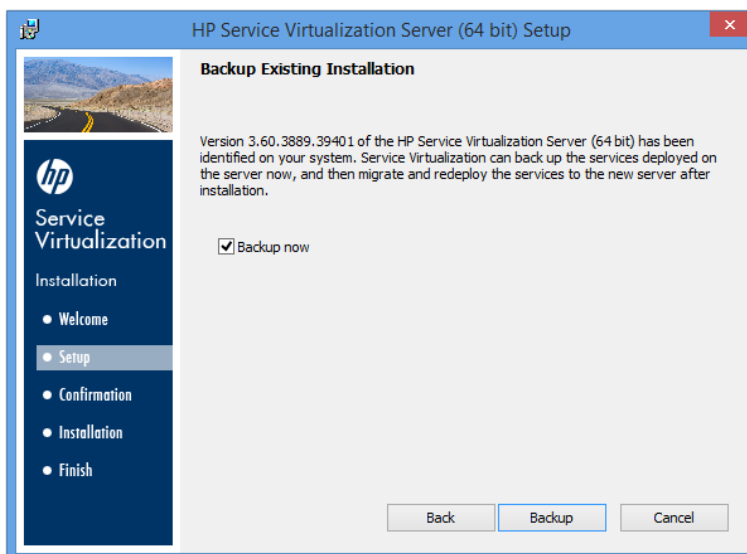 HP Service Virtualization Server (64 bit) Setup
Backup Existing Installation
Version 3.60.3889.39401 of the HP Service Virtualization Server (64 bit) has been
identified on your system. Service Virtualization can back up the services deployed on
the server now, and then migrate and redeploy the services to the new server after
installation.
Backup now
hp
Service
Virtualization
Installation
Welcome
Setup
Confirmation
Installation
Finish
Back
Backup
Cancel